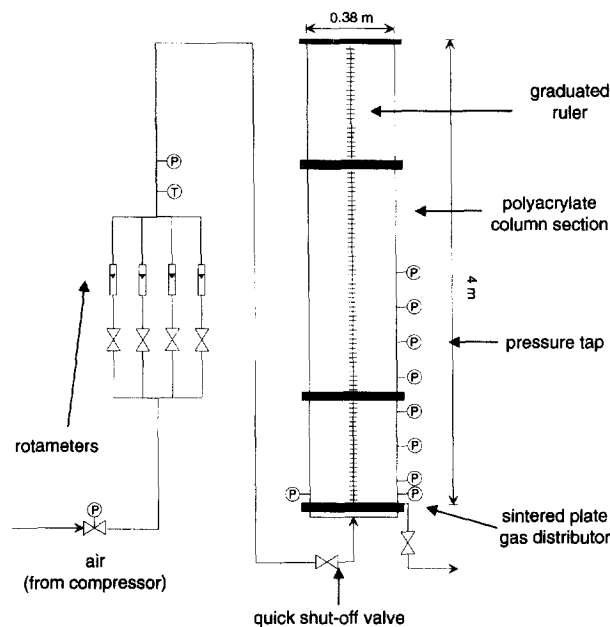 0.38 m
graduated
ruler
P
T
polyacrylate
column section
P
4 m
P
P
pressure tap
P
P
rotameters
P
P
P
P
P
sintered plate
gas distributor
air
(from compressor)
quick shut-off valve